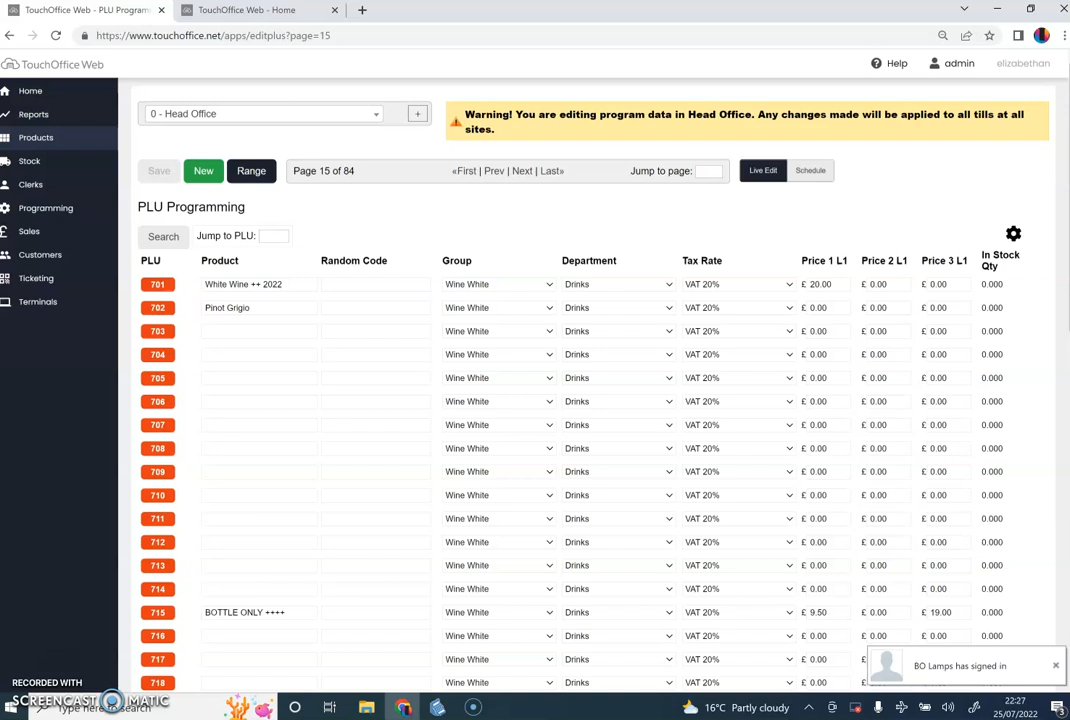 TouchOffice Web - PLU Program
TouchOffice Web - Home
https://www.touchoffice.net/apps/editplus?page=15
TouchOffice Web
Help
admin
elizabethan
Home
Reports
Products
Stock
Clerks
Programming
Sales
Customers
Ticketing
Terminals
0 - Head Office
+
Warning! You are editing program data in Head Office. Any changes made will be applied to all tills at all
sites.
Save New Range Page 15 of 84 «First | Prev | Next | Last» Jump to page: Live Edit Schedule
PLU Programming
Search Jump to PLU:
PLU Product Random Code Group Department Tax Rate Price 1 L1 Price 2 L1 Price 3 L1 In Stock Qty
701 White Wine ++ 2022 Wine White Drinks VAT 20% £ 20.00 £ 0.00 £ 0.00 0.000
702 Pinot Grigio Wine White Drinks VAT 20% £ 0.00 £ 0.00 £ 0.00 0.000
703 Wine White Drinks VAT 20% £ 0.00 £ 0.00 £ 0.00 0.000
704 Wine White Drinks VAT 20% £ 0.00 £ 0.00 £ 0.00 0.000
705 Wine White Drinks VAT 20% £ 0.00 £ 0.00 £ 0.00 0.000
706 Wine White Drinks VAT 20% £ 0.00 £ 0.00 £ 0.00 0.000
707 Wine White Drinks VAT 20% £ 0.00 £ 0.00 £ 0.00 0.000
708 Wine White Drinks VAT 20% £ 0.00 £ 0.00 £ 0.00 0.000
709 Wine White Drinks VAT 20% £ 0.00 £ 0.00 £ 0.00 0.000
710 Wine White Drinks VAT 20% £ 0.00 £ 0.00 £ 0.00 0.000
711 Wine White Drinks VAT 20% £ 0.00 £ 0.00 £ 0.00 0.000
712 Wine White Drinks VAT 20% £ 0.00 £ 0.00 £ 0.00 0.000
713 Wine White Drinks VAT 20% £ 0.00 £ 0.00 £ 0.00 0.000
714 Wine White Drinks VAT 20% £ 0.00 £ 0.00 £ 0.00 0.000
715 BOTTLE ONLY ++++ Wine White Drinks VAT 20% £ 9.50 £ 0.00 £ 19.00 0.000
716 Wine White Drinks VAT 20% £ 0.00 £ 0.00 £ 0.00 0.000
717 Wine White Drinks VAT 20% £ 0.00 £
718 Wine White Drinks VAT 20% £ 0.00 £
BO Lamps has signed in
RECORDED WITH
SCREENCAST MATIC
Type here to search
16°C Partly cloudy
22:27
25/07/2022
3